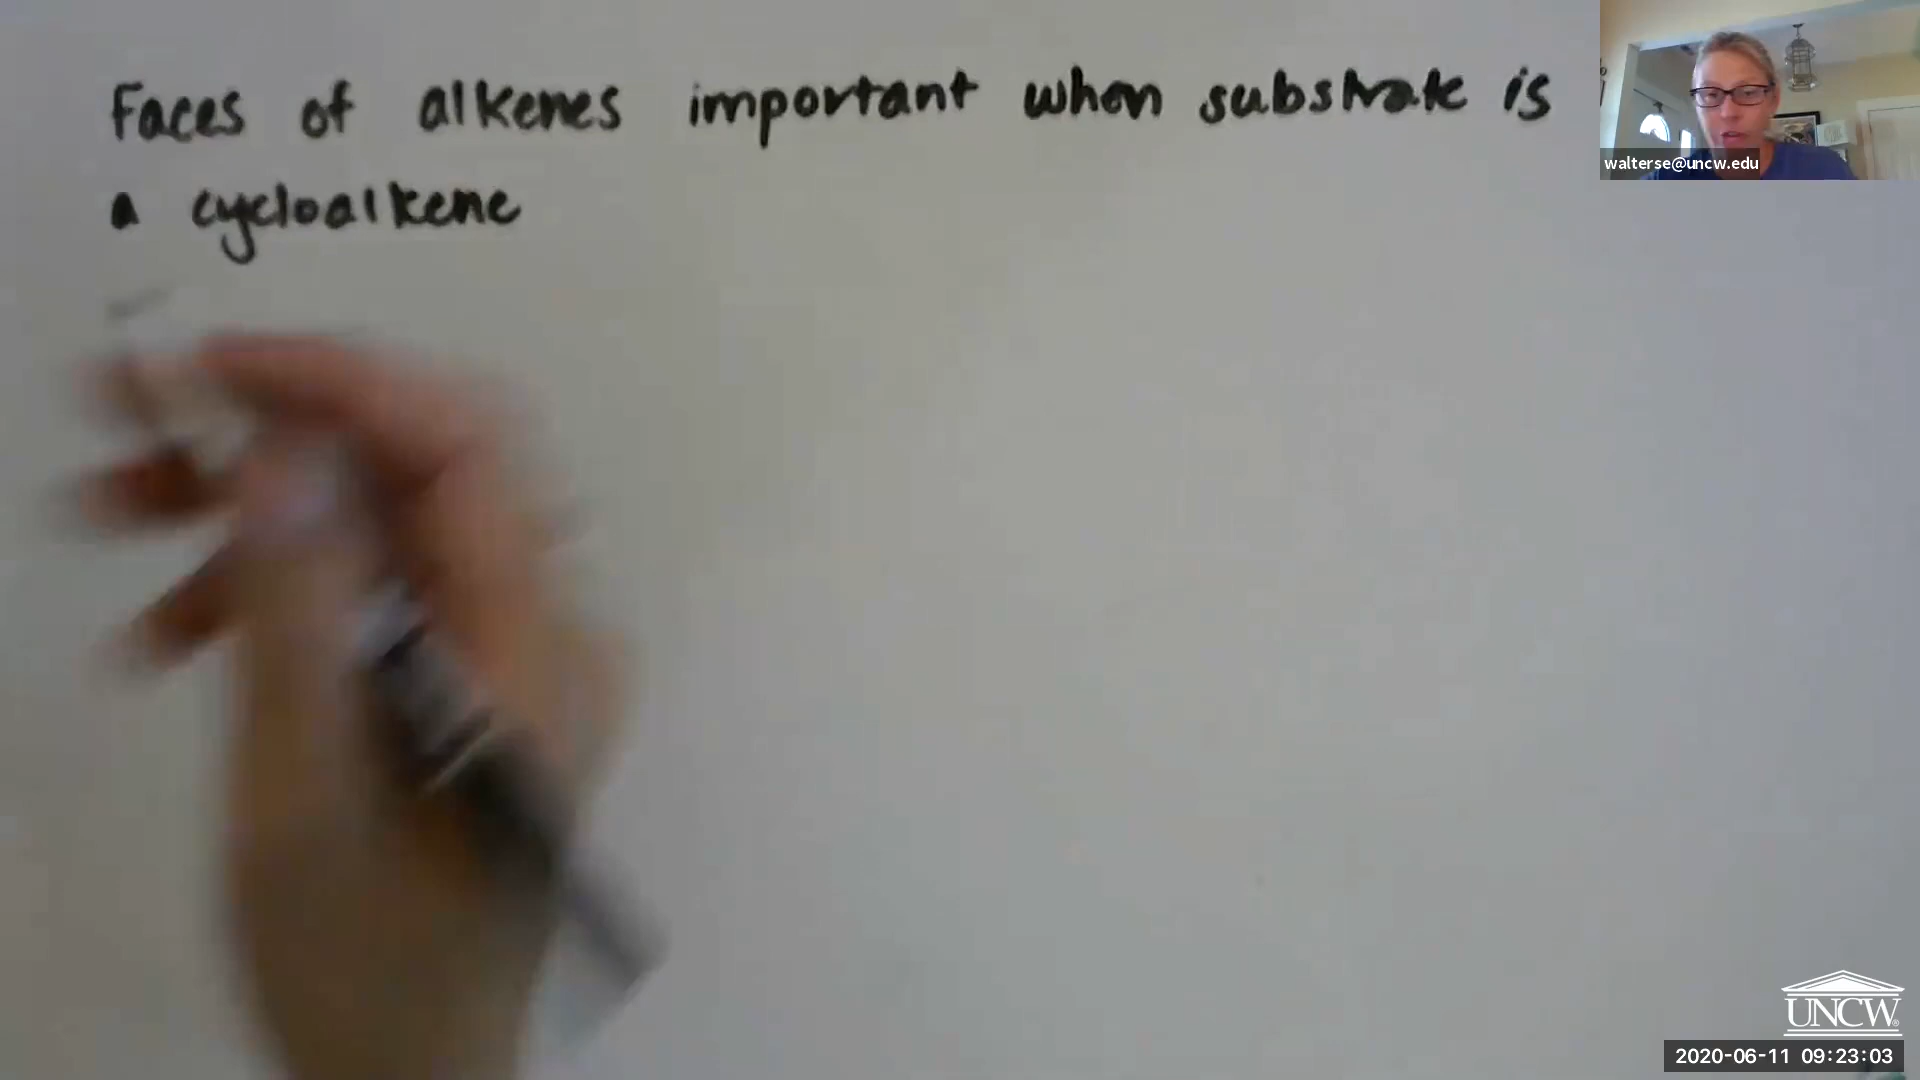 Faces of alkenes important when substrate is
a cycloalkene
walterse@uncw.edu
UNCW
2020-06-11 09:23:03